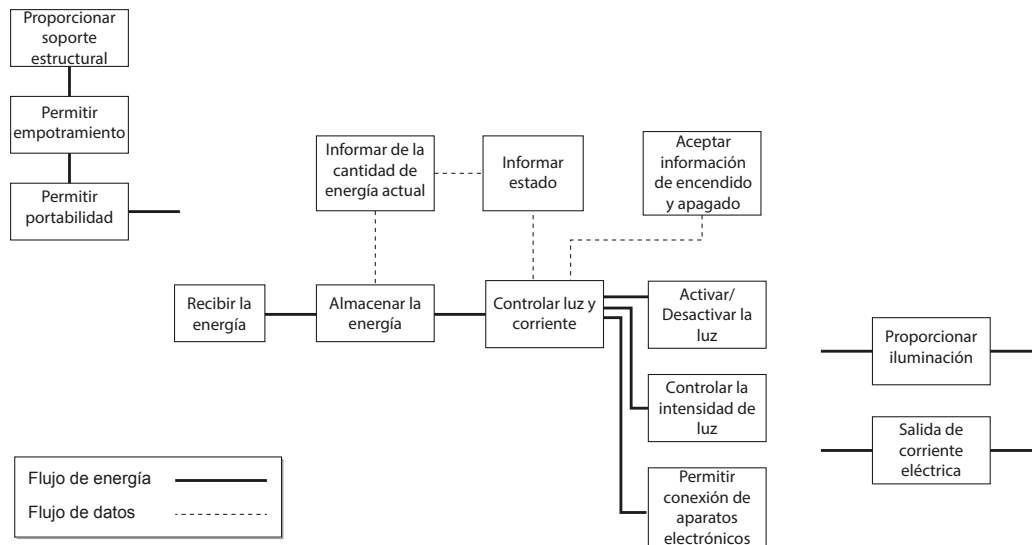 Proporcionar
soporte
estructural
Permitir
empotramiento
Permitir
portabilidad
Informar de la
cantidad de
energía actual
Informar
estado
Aceptar
información
de encendido
y apagado
Recibir la
energía
Almacenar la
energía
Controlar luz y
corriente
Activar/
Desactivar la
luz
Controlar la
intensidad de
luz
Permitir
conexión de
aparatos
electrónicos
Proporcionar
iluminación
Salida de
corriente
eléctrica
Flujo de energía
Flujo de datos